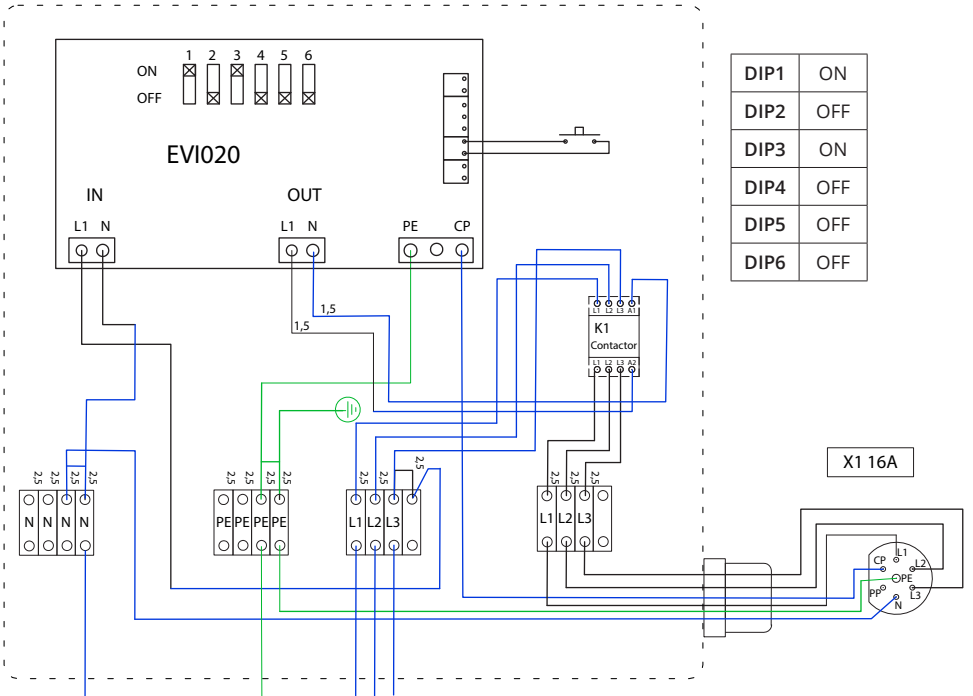 1 2 3 4 5 6
ON
OFF
EVI020
IN
OUT
L1 N
L1 N
PE
CP
1,5
1,5
L1 L2 L3 A1
K1
Contactor
L1 L2 L3 A2
DIP1 ON
DIP2 OFF
DIP3 ON
DIP4 OFF
DIP5 OFF
DIP6 OFF
X1 16A
2,5 2,5 2,5 2,5
N N N N
2,5 2,5 2,5
PE PE PE PE
2,5 2,5 2,5
L1 L2 L3
2,5 2,5 2,5
L1 L2 L3
L1
CP
L2
PE
PP
L3
N